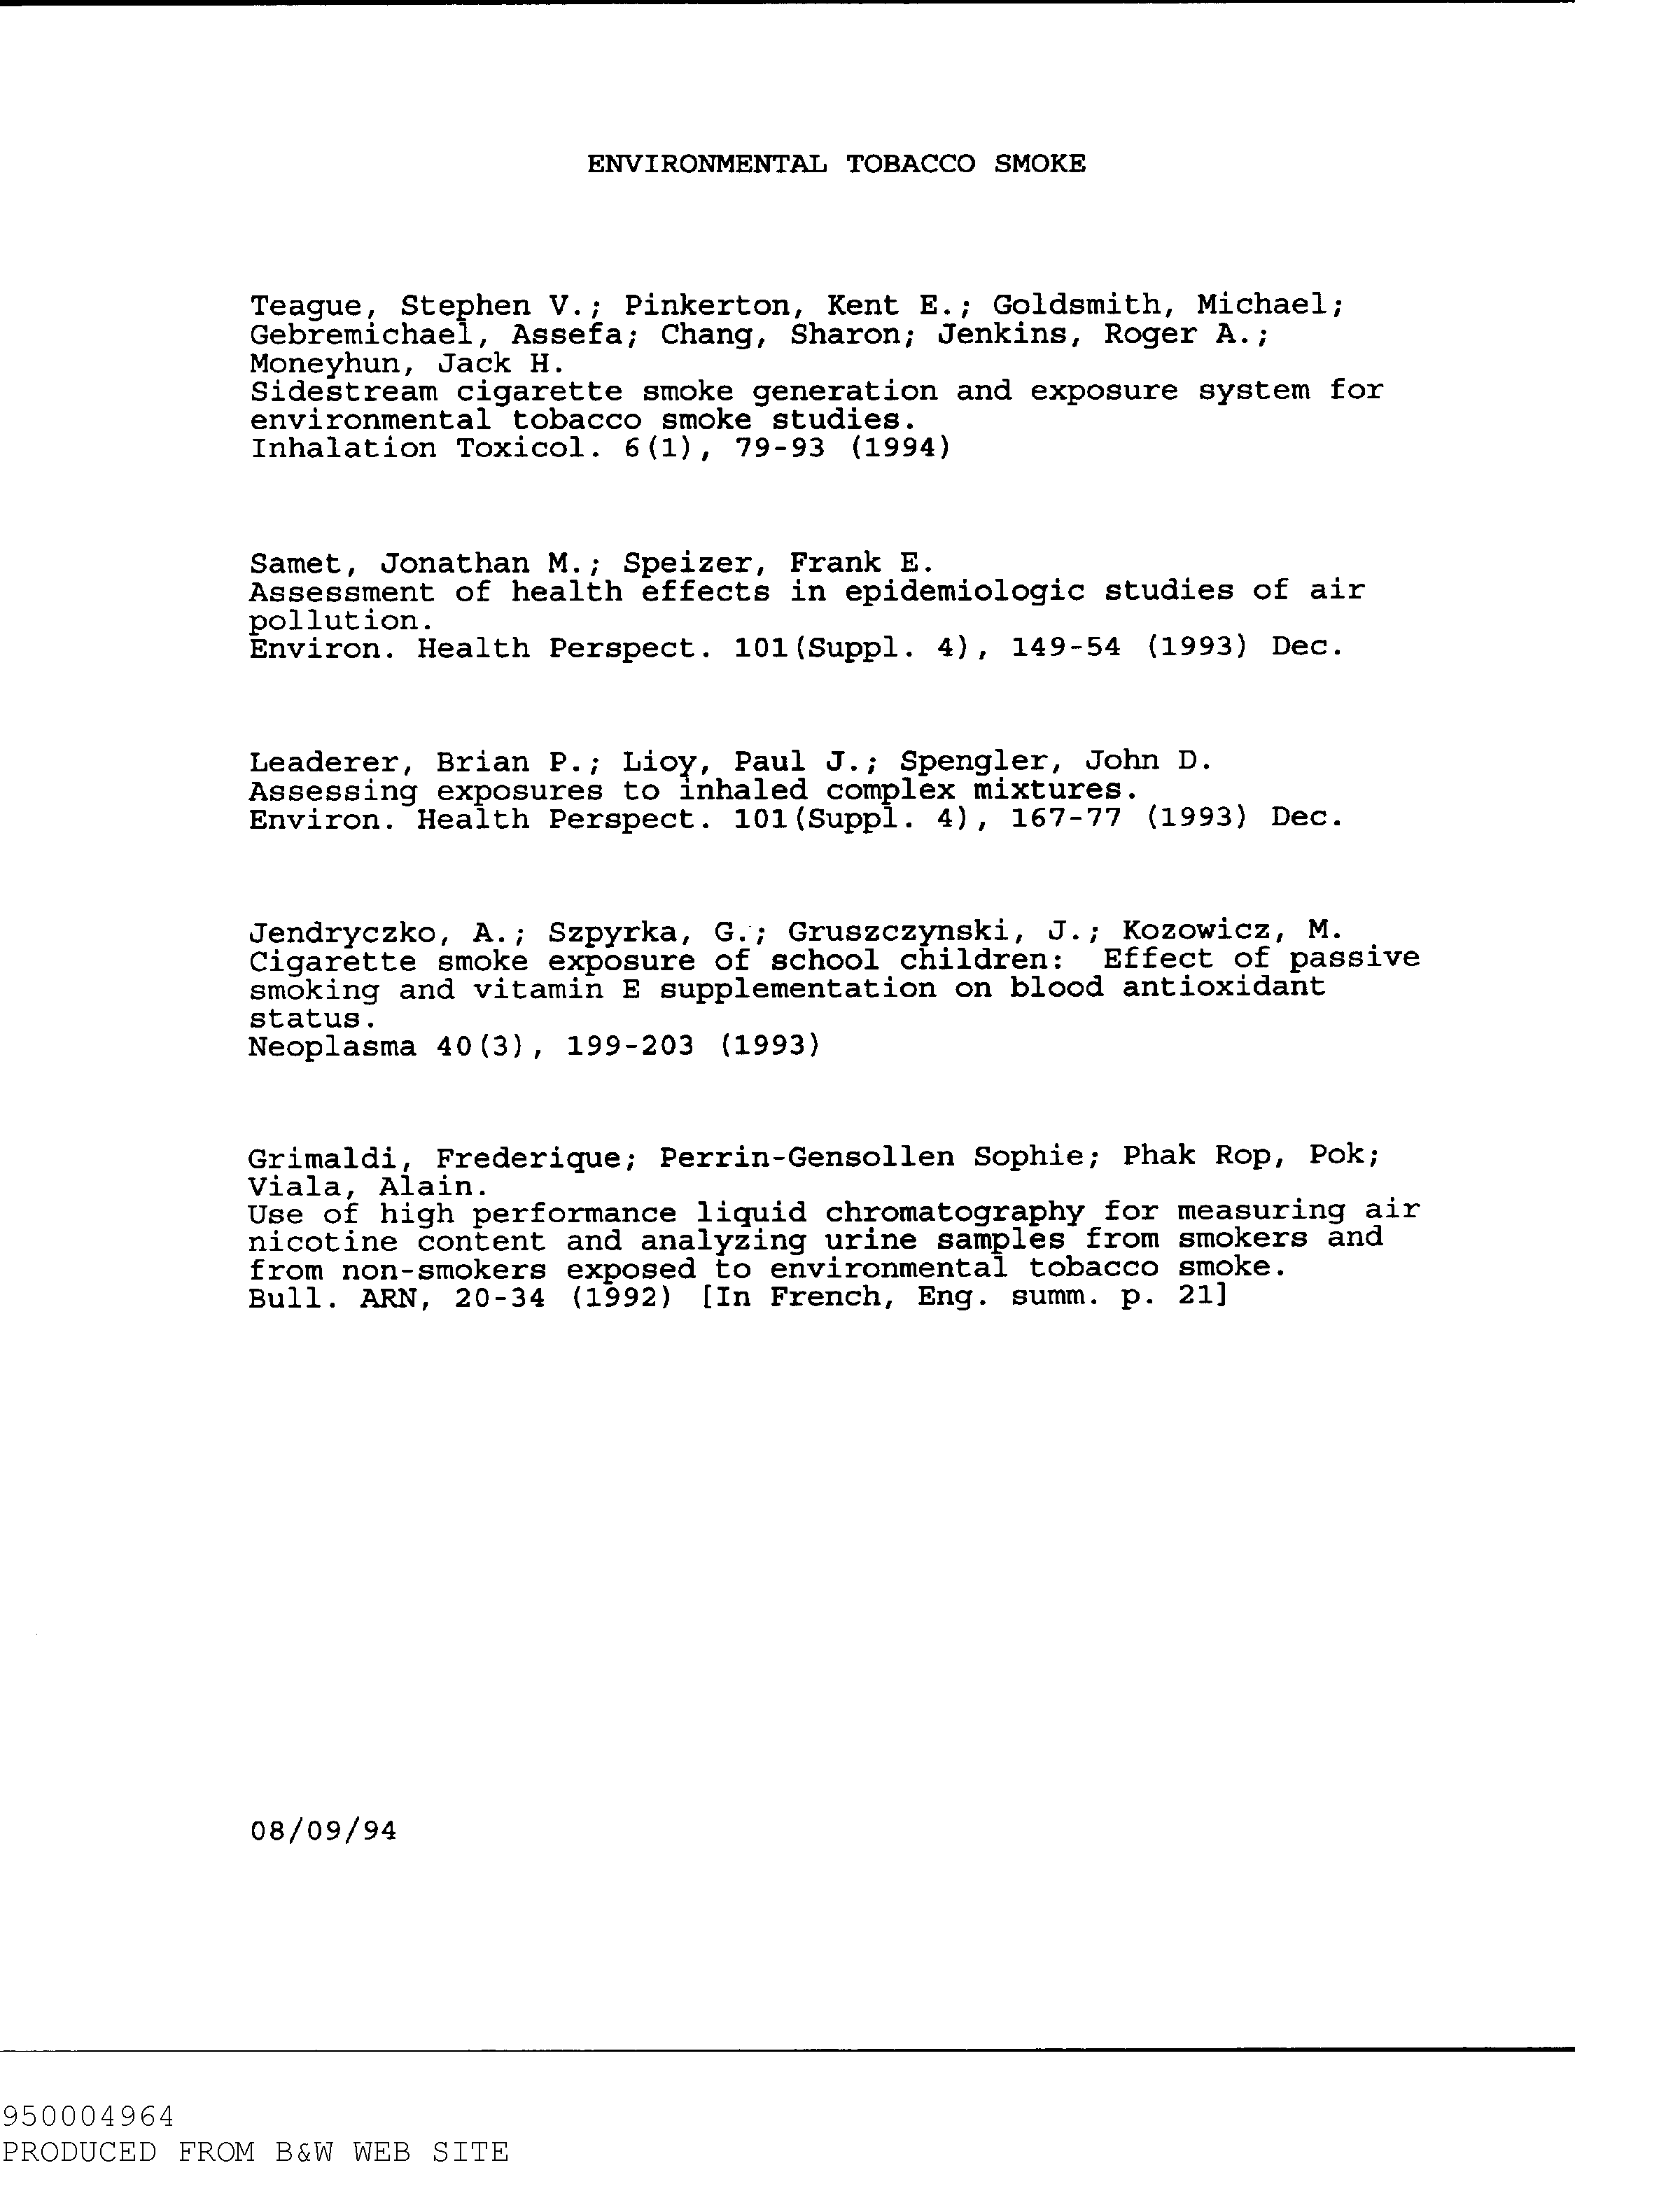 ENVIRONMENTAL TOBACCO SMOKE
Teague, Stephen V.; Pinkerton, Kent E.; Goldsmith, Michael;
Gebremichael, Assefa; Chang, Sharon; Jenkins, Roger A.;
Moneyhun, Jack H.
Sidestream cigarette smoke generation and exposure system for
environmental tobacco smoke studies.
Inhalation Toxicol. 6(1), 79-93 (1994)
Samet, Jonathan M.; Speizer, Frank E.
Assessment of health effects in epidemiologic studies of air
pollution.
Environ. Health Perspect. 101(Suppl. 4), 149-54 (1993) Dec.
Leaderer, Brian P.; Lioy, Paul J.; Spengler, John D.
Assessing exposures to inhaled complex mixtures.
Environ. Health Perspect. 101(Suppl. 4), 167-77 (1993) Dec.
Jendryczko, A.; Szpyrka, G.; Gruszczynski, J.; Kozowicz, M.
Cigarette smoke exposure of school children:  Effect of passive
smoking and vitamin E supplementation on blood antioxidant
status.
Neoplasma 40(3), 199-203 (1993)
Grimaldi, Frederique; Perrin-Gensollen Sophie; Phak Rop, Pok;
Viala, Alain.
Use of high performance liquid chromatography for measuring air
nicotine content and analyzing urine samples from smokers and
from non-smokers exposed to environmental tobacco smoke.
Bull. ARN, 20-34 (1992) [In French, Eng. summ. p. 21]
08/09/94
950004964
PRODUCED FROM B&W WEB SITE